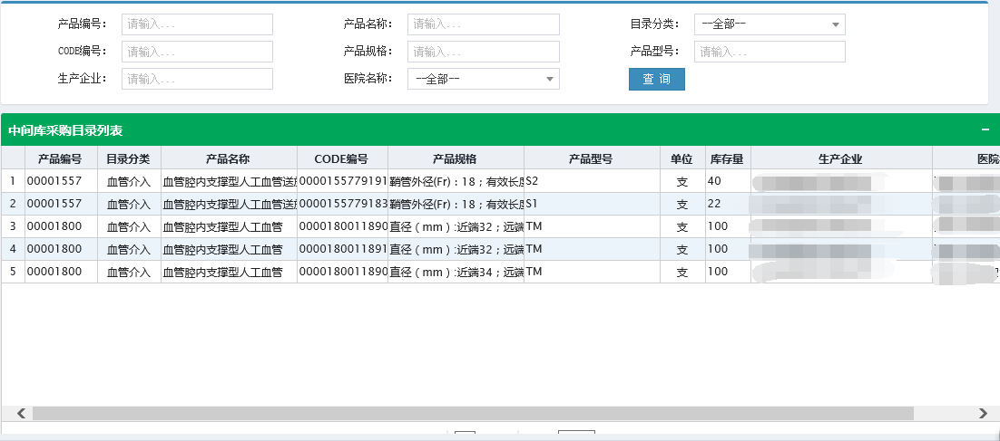 产品编号： 请输入... 产品名称： 请输入... 目录分类： --全部--
CODE编号： 请输入... 产品规格： 请输入... 产品型号： 请输入...
生产企业： 请输入... 医院名称： --全部-- 查 询
中间库采购目录列表
产品编号 目录分类 产品名称 CODE编号 产品规格 产品型号 单位 库存量 生产企业 医院
1 00001557 血管介入 血管腔内支撑型人工血管送 0000155779191 鞘管外径(Fr)：18；有效长 S2 支 40
2 00001557 血管介入 血管腔内支撑型人工血管送 0000155779183 鞘管外径(Fr)：18；有效长 S1 支 22
3 00001800 血管介入 血管腔内支撑型人工血管 0000180011890 直径（mm）:近端32；远端 TM 支 100
4 00001800 血管介入 血管腔内支撑型人工血管 0000180011891 直径（mm）:近端32；远端 TM 支 100
5 00001800 血管介入 血管腔内支撑型人工血管 0000180011890 直径（mm）:近端34；远端 TM 支 100